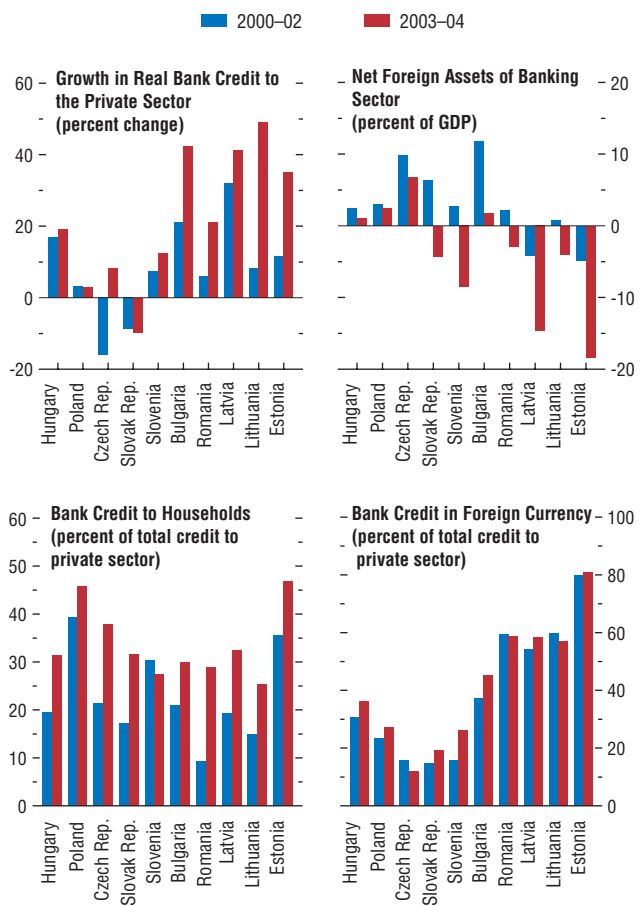 2000–02
2003–04
Growth in Real Bank Credit to
the Private Sector
(percent change)
60
40
20
0
-20
Hungary
Poland
Czech Rep.
Slovak Rep.
Slovenia
Bulgaria
Romania
Latvia
Lithuania
Estonia
Net Foreign Assets of Banking
Sector
(percent of GDP)
20
10
0
-10
-20
Hungary
Poland
Czech Rep.
Slovak Rep.
Slovenia
Bulgaria
Romania
Latvia
Lithuania
Estonia
Bank Credit to Households
(percent of total credit to
private sector)
60
50
40
30
20
10
0
Hungary
Poland
Czech Rep.
Slovak Rep.
Slovenia
Bulgaria
Romania
Latvia
Lithuania
Estonia
Bank Credit in Foreign Currency
(percent of total credit to
private sector)
100
80
60
40
20
0
Hungary
Poland
Czech Rep.
Slovak Rep.
Slovenia
Bulgaria
Romania
Latvia
Lithuania
Estonia